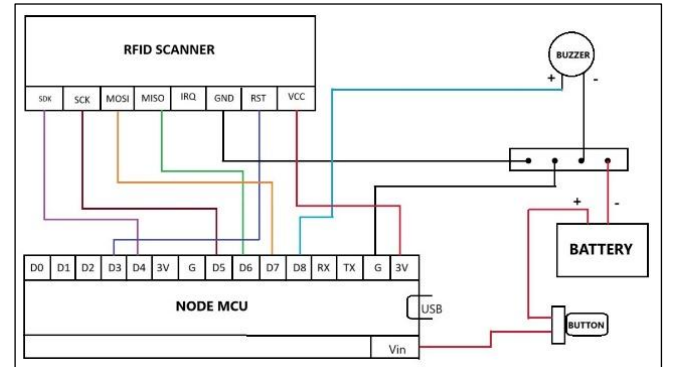 RFID SCANNER
SDK SCK MOSI MISO IRQ GND RST VCC
BUZZER
+ -
+ -
BATTERY
D0 D1 D2 D3 D4 3V G D5 D6 D7 D8 RX TX G 3V
NODE MCU
USB
BUTTON
Vin